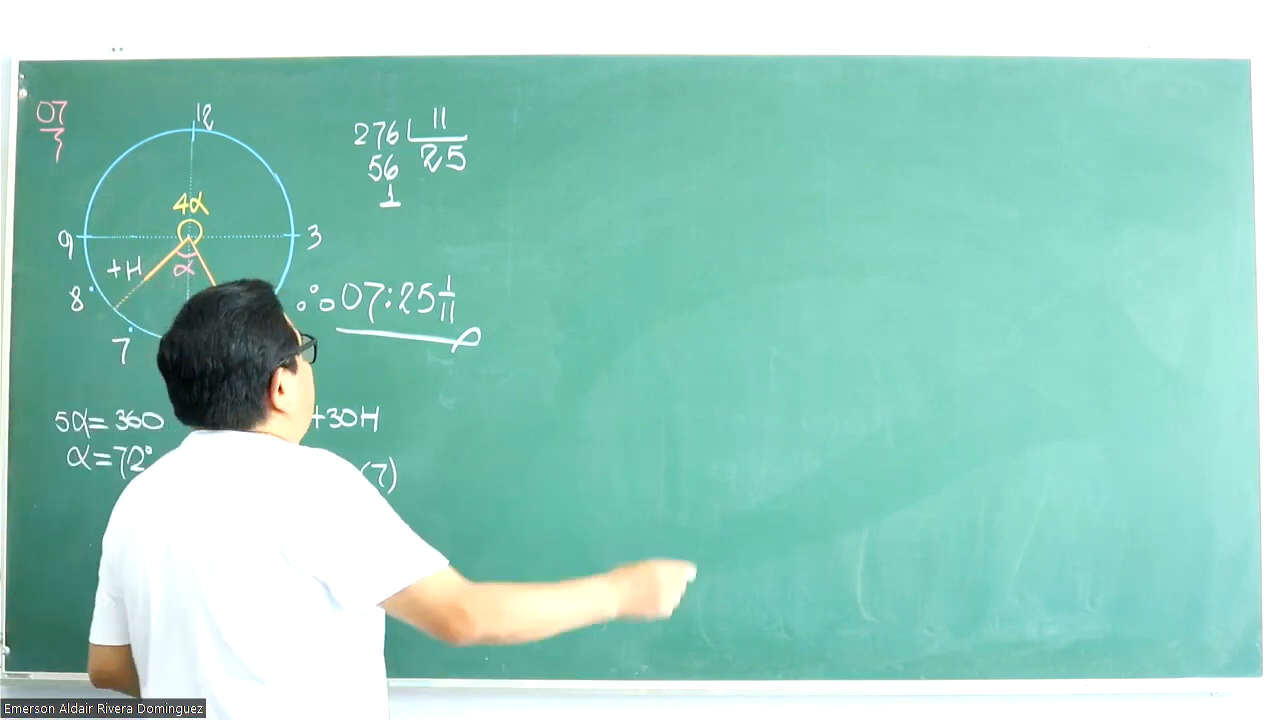 07
12
276 11
56 25
1
4α
9
3
+H
α
8
7
∴ 07:25 1/11
5α=360
+30H
α=72°
(7)
Emerson Aldair Rivera Dominguez